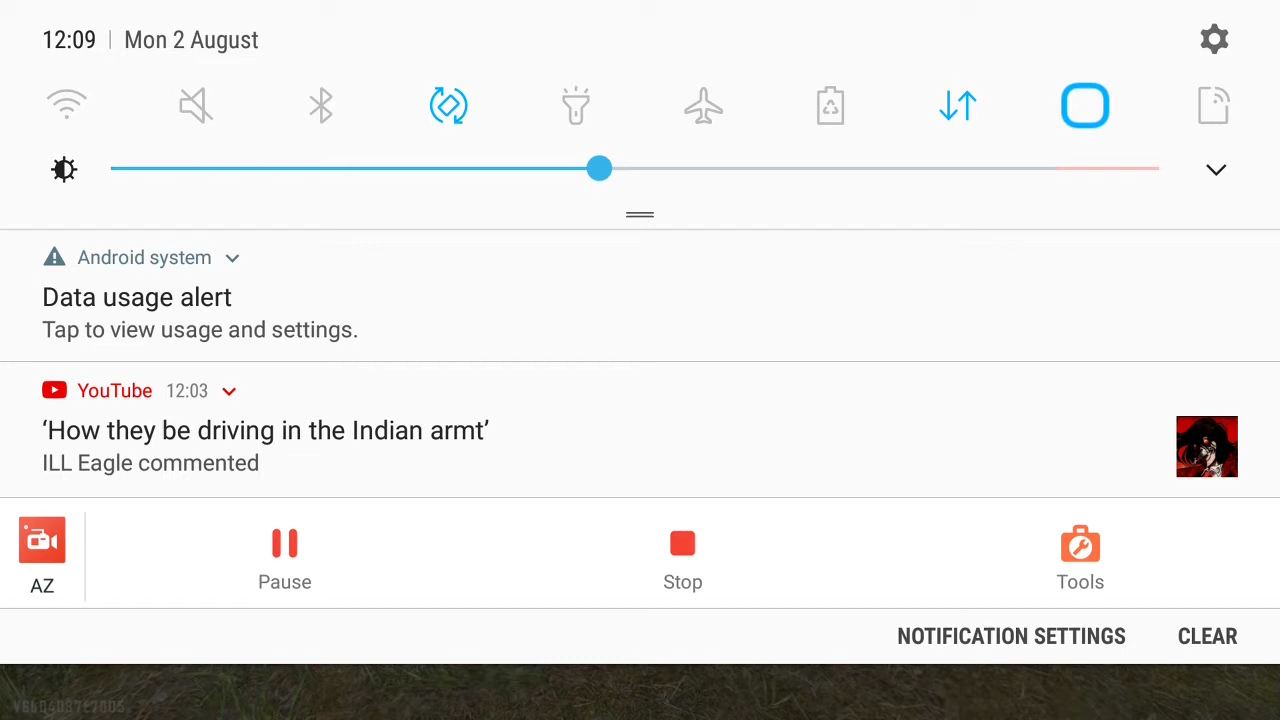 12:09 | Mon 2 August
Android system
Data usage alert
Tap to view usage and settings.
YouTube 12:03
‘How they be driving in the Indian armt’
ILL Eagle commented
AZ
Pause
Stop
Tools
NOTIFICATION SETTINGS
CLEAR